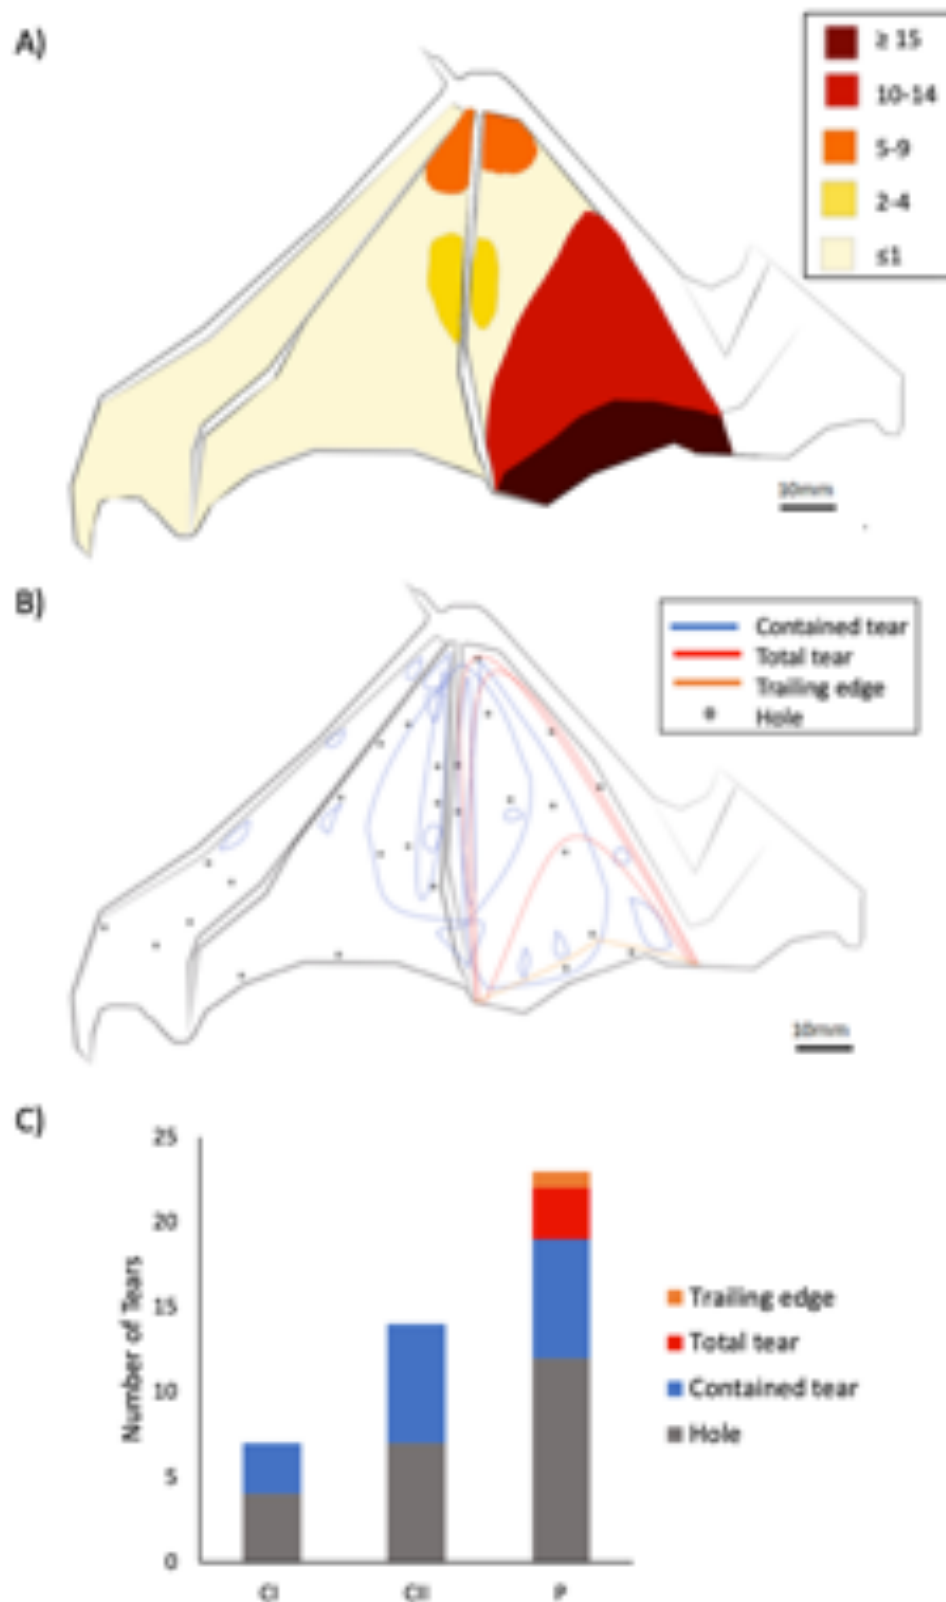 A)
≥ 15
10-14
5-9
2-4
≤1
10mm
B)
Contained tear
Total tear
Trailing edge
Hole
10mm
C)
25
20
15
10
5
0
Number of Tears
CI
CII
P
Trailing edge
Total tear
Contained tear
Hole